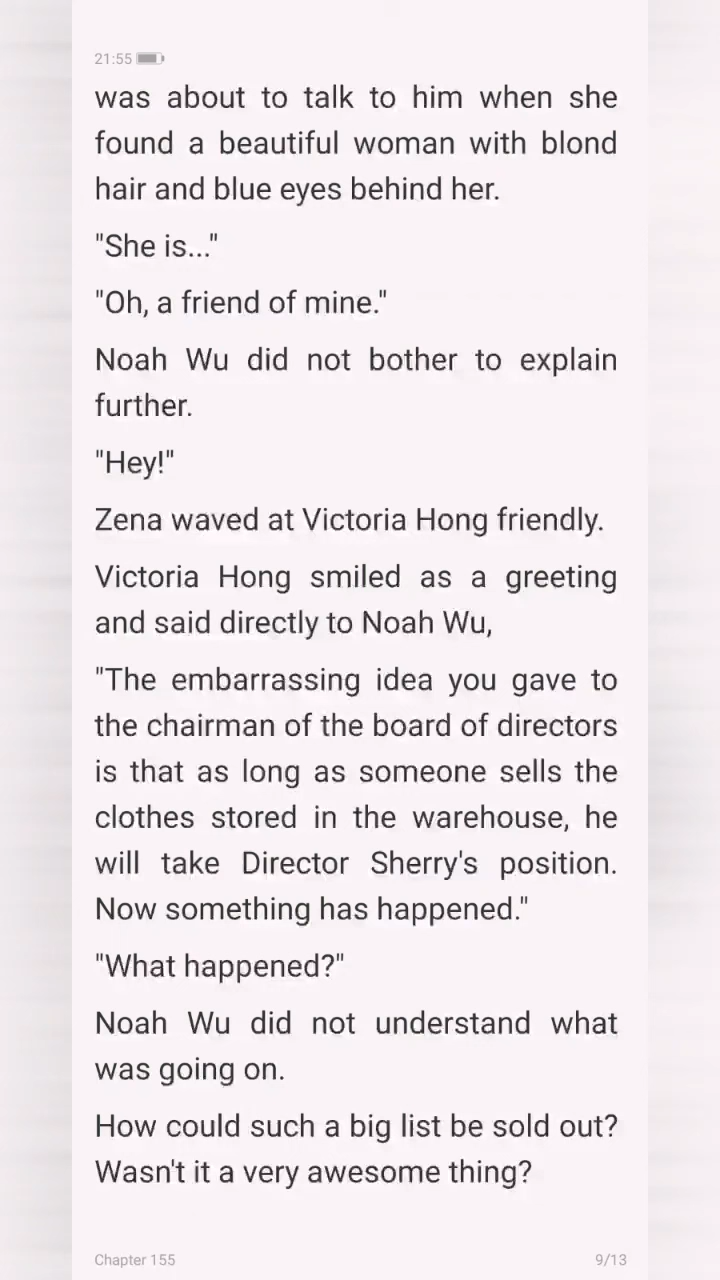 21:55
was about to talk to him when she
found a beautiful woman with blond
hair and blue eyes behind her.
"She is..."
"Oh, a friend of mine."
Noah Wu did not bother to explain
further.
"Hey!"
Zena waved at Victoria Hong friendly.
Victoria Hong smiled as a greeting
and said directly to Noah Wu,
"The embarrassing idea you gave to
the chairman of the board of directors
is that as long as someone sells the
clothes stored in the warehouse, he
will take Director Sherry's position.
Now something has happened."
"What happened?"
Noah Wu did not understand what
was going on.
How could such a big list be sold out?
Wasn't it a very awesome thing?
Chapter 155
9/13